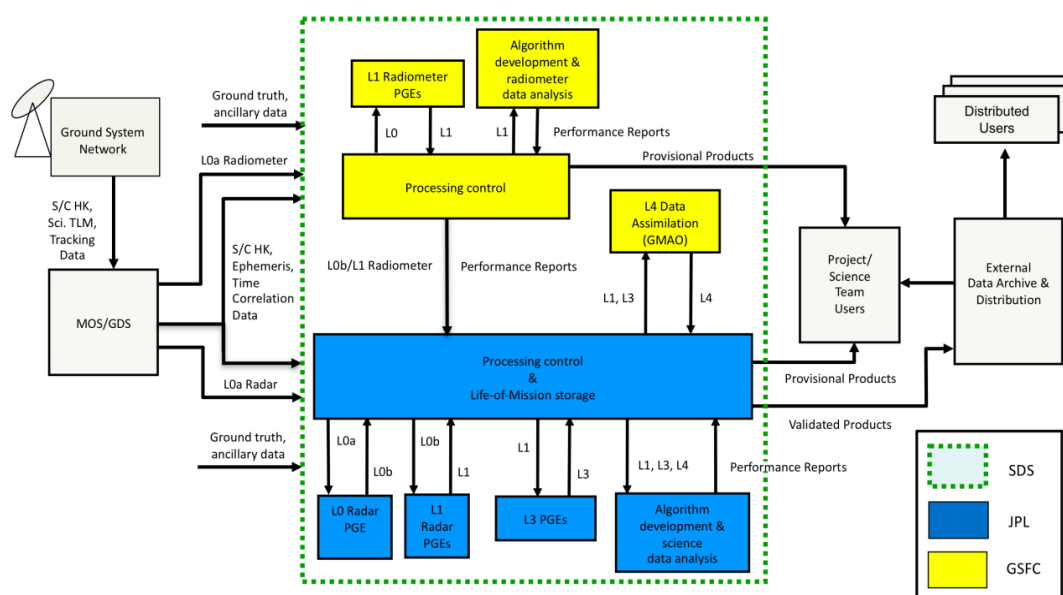 Ground System
Network
S/C HK,
Sci. TLM,
Tracking
Data
MOS/GDS
Ground truth,
ancillary data
L0a Radiometer
S/C HK,
Ephemeris,
Time
Correlation
Data
L0a Radar
Ground truth,
ancillary data
L1 Radiometer
PGEs
Algorithm
development &
radiometer
data analysis
L0
L1
L1
Performance Reports
Processing control
Provisional Products
L4 Data
Assimilation
(GMAO)
L0b/L1 Radiometer
Performance Reports
L1, L3
L4
Processing control
&
Life-of-Mission storage
Provisional Products
Validated Products
L0a
L0b
L0b
L1
L1
L3
L1, L3, L4
Performance Reports
L0 Radar
PGE
L1
Radar
PGEs
L3 PGEs
Algorithm
development &
science
data analysis
Project/
Science
Team
Users
Distributed
Users
External
Data Archive &
Distribution
SDS
JPL
GSFC